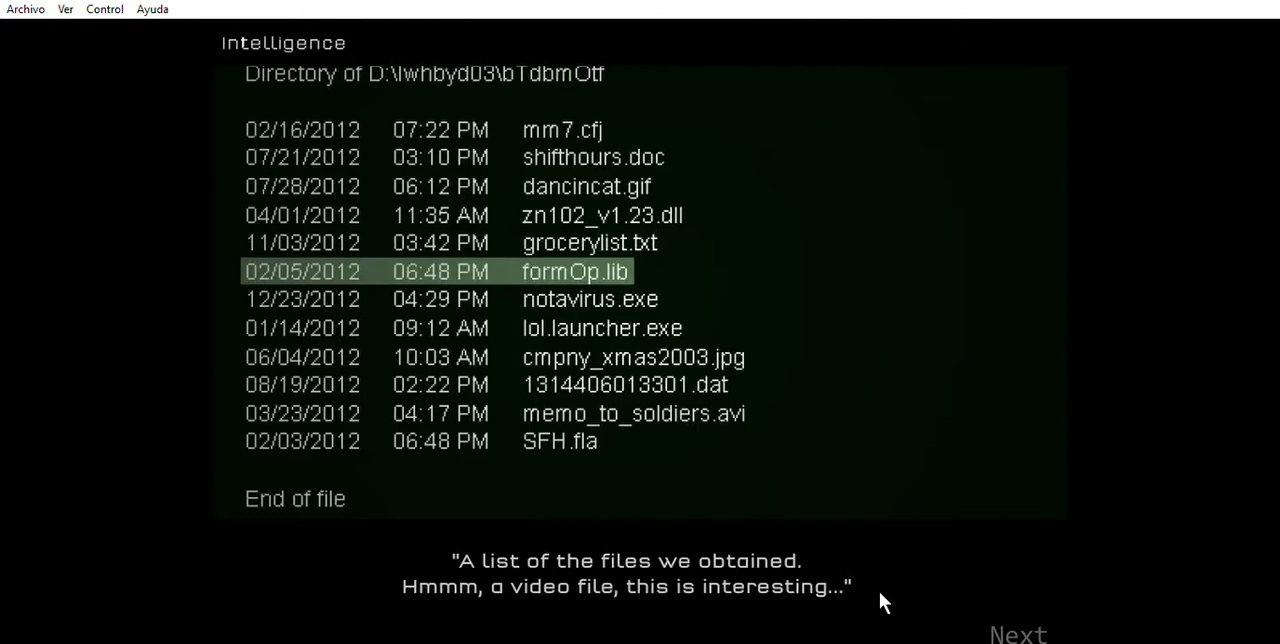 Archivo Ver Control Ayuda
Intelligence
Directory of D:\lwhbyd03\bTdbmOtf
02/16/2012 07:22 PM mm7.cfj
07/21/2012 03:10 PM shifthours.doc
07/28/2012 06:12 PM dancincat.gif
04/01/2012 11:35 AM zn102_v1.23.dll
11/03/2012 03:42 PM grocerylist.txt
02/05/2012 06:48 PM formOp.lib
12/23/2012 04:29 PM notavirus.exe
01/14/2012 09:12 AM lol.launcher.exe
06/04/2012 10:03 AM cmpny_xmas2003.jpg
08/19/2012 02:22 PM 1314406013301.dat
03/23/2012 04:17 PM memo_to_soldiers.avi
02/03/2012 06:48 PM SFH.fla
End of file
"A list of the files we obtained.
Hmmm, a video file, this is interesting..."
Next